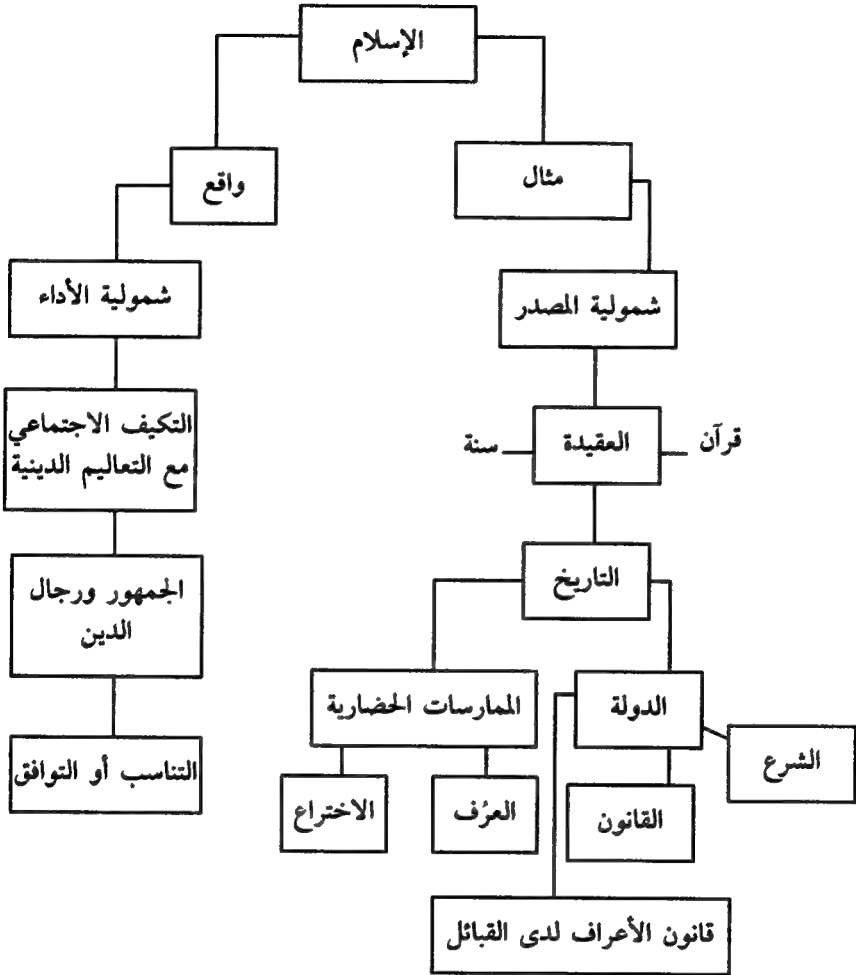 الإسلام
مثال
واقع
شمولية المصدر
شمولية الأداء
قرآن
العقيدة
سنة
التكيف الاجتماعي
مع التعاليم الدينية
التاريخ
الجمهور ورجال
الدين
الدولة
الممارسات الحضارية
الشرع
التناسب أو التوافق
القانون
العرُف
الاختراع
قانون الأعراف لدى القبائل